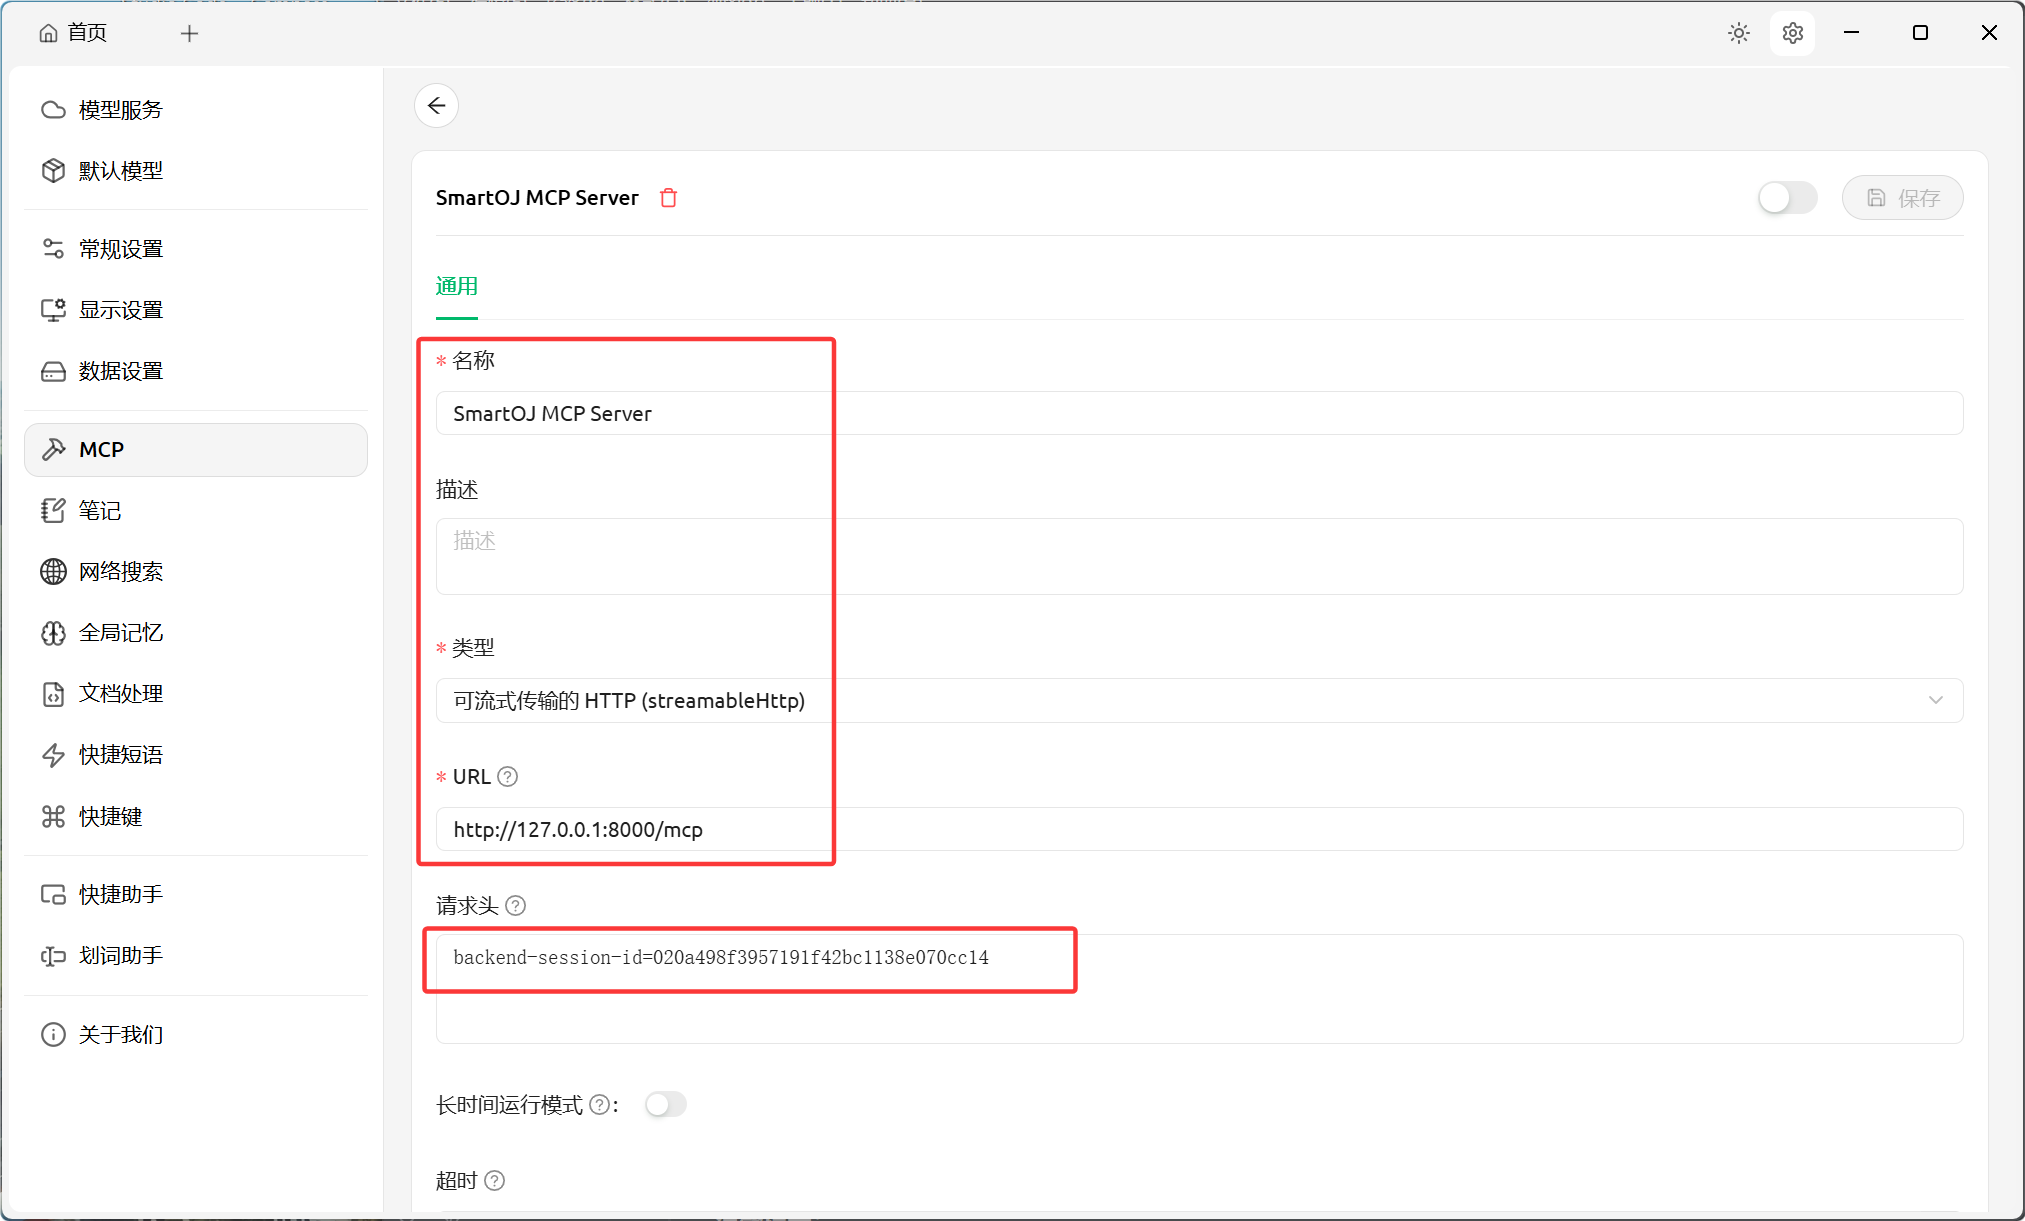 首页
模型服务
默认模型
常规设置
显示设置
数据设置
MCP
笔记
网络搜索
全局记忆
文档处理
快捷短语
快捷键
快捷助手
划词助手
关于我们
SmartOJ MCP Server
保存
通用
* 名称
SmartOJ MCP Server
描述
描述
* 类型
可流式传输的 HTTP (streamableHttp)
* URL
http://127.0.0.1:8000/mcp
请求头
backend-session-id=020a498f3957191f42bc1138e070cc14
长时间运行模式 :
超时